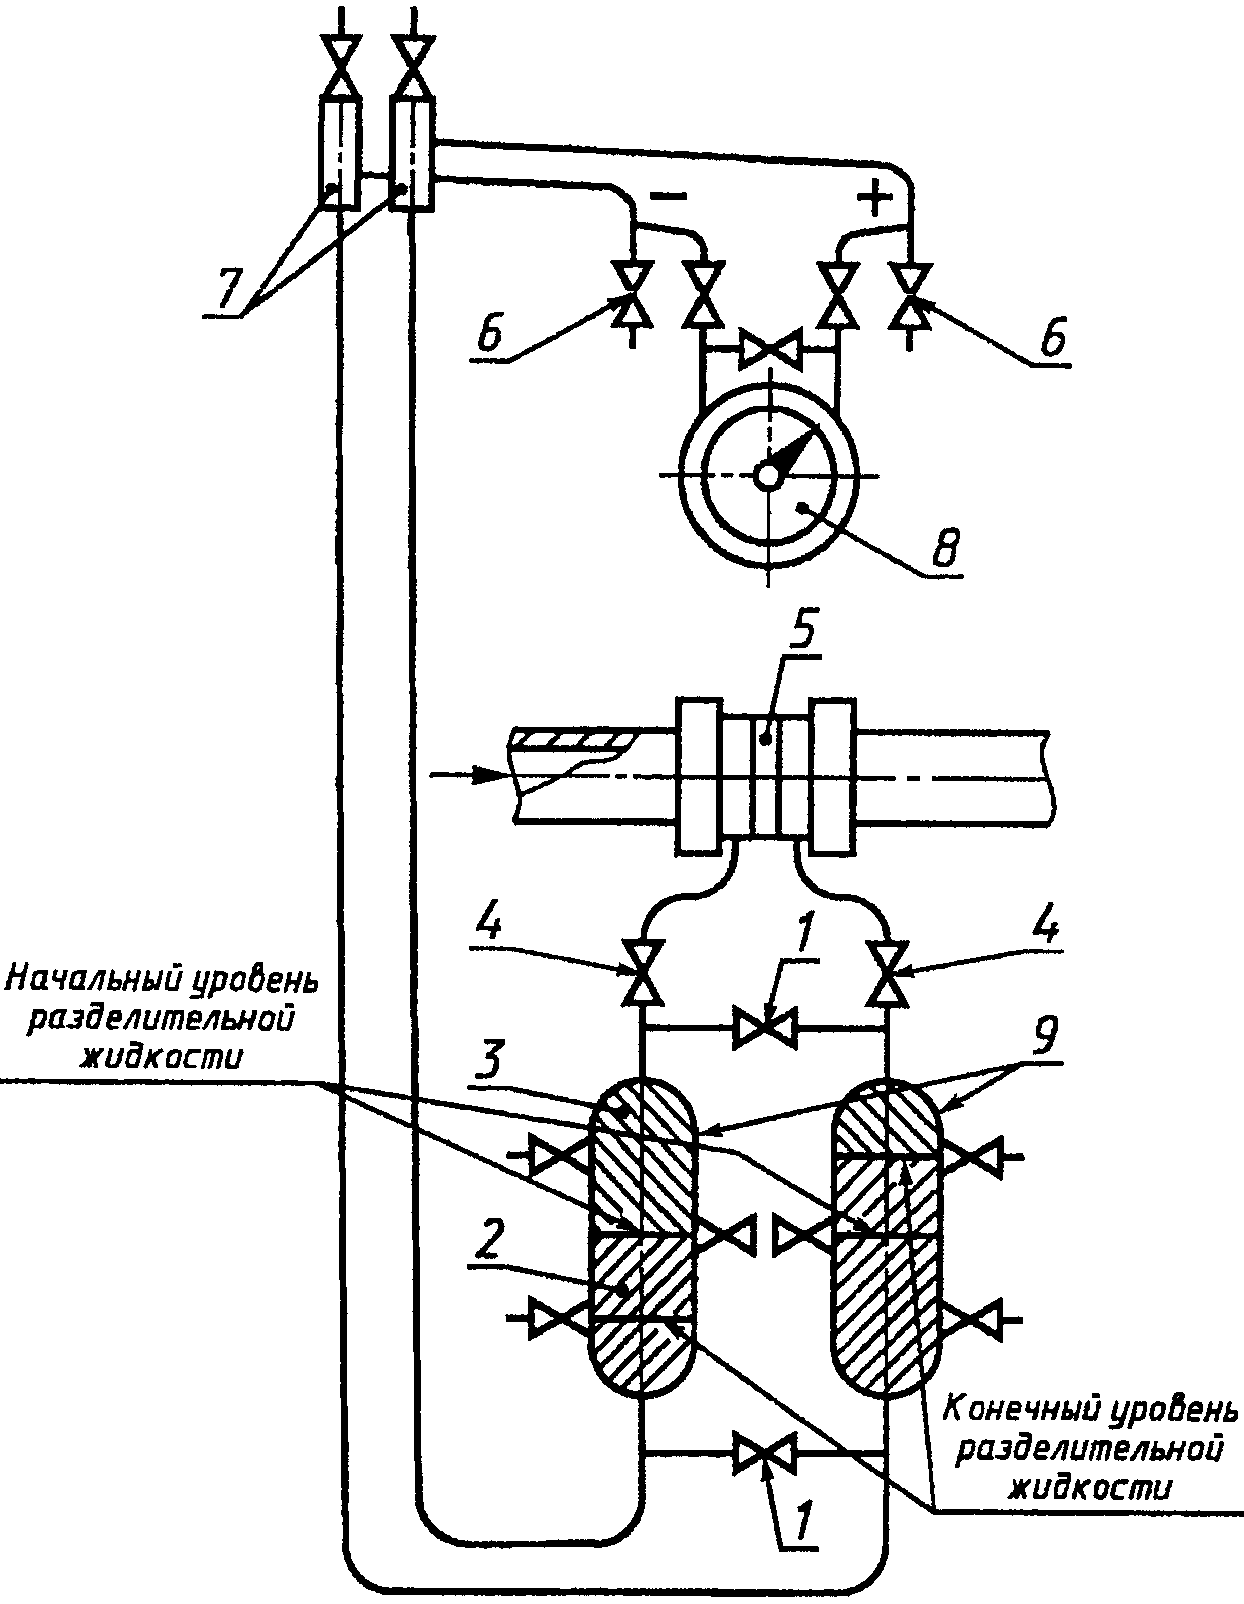 − +
7
6
6
8
5
4
1
4
Начальный уровень
разделительной
жидкости
3
9
2
Конечный уровень
разделительной
жидкости
1